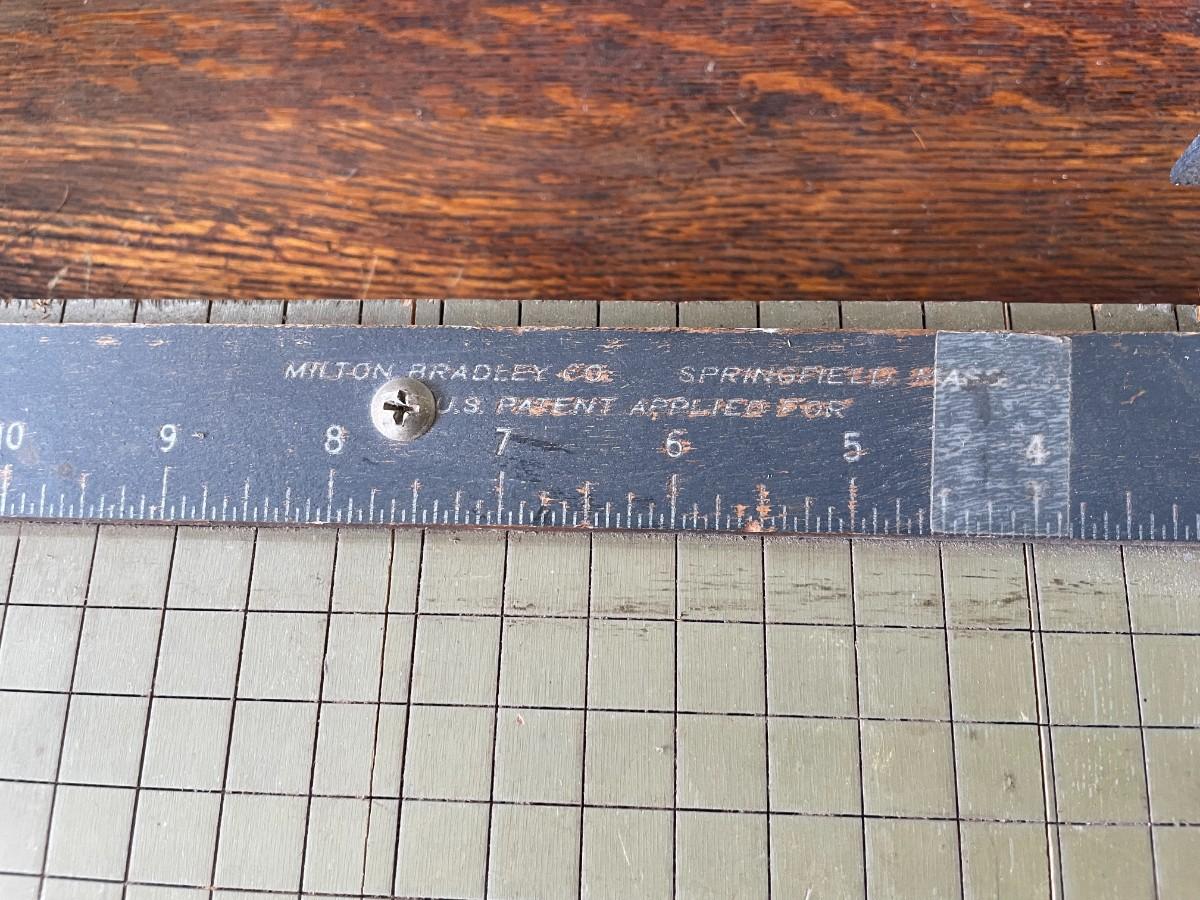 MILTON BRADLEY CO. SPRINGFIELD MASS
U.S. PATENT APPLIED FOR
10 9 8 7 6 5 4